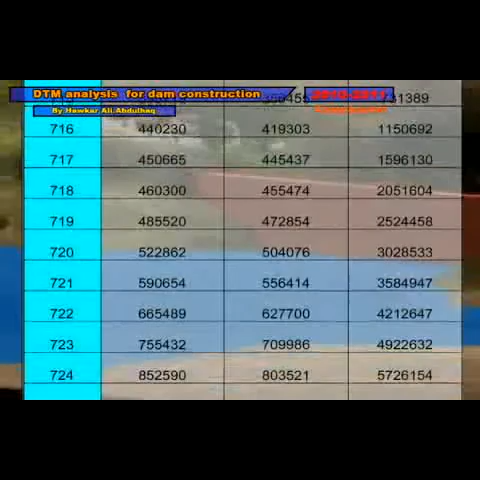 DTM analysis for dam construction
2010-2011
By Hawkar Ali Abdulhaq
716 440230 419303 1150692
717 450665 445437 1596130
718 460300 455474 2051604
719 485520 472854 2524458
720 522862 504076 3028533
721 590654 556414 3584947
722 665489 627700 4212647
723 755432 709986 4922632
724 852590 803521 5726154